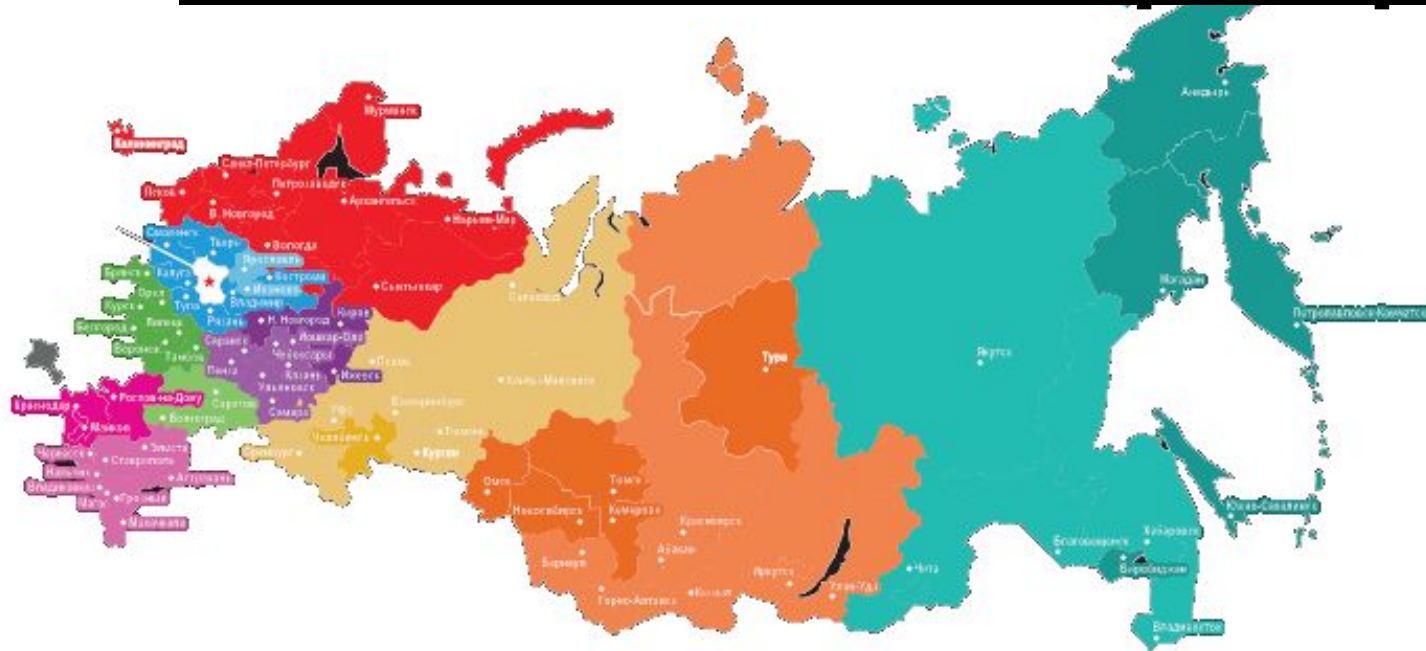 Анадырь
Мурманск
Калининград
Санкт-Петербург
Псков
Петрозаводск
Архангельск
В. Новгород
Нарьян-Мар
Смоленск
Тверь
Вологда
Ярославль
Брянск
Калуга
Кострома
Иваново
Сыктывкар
Магадан
Орел
Тула
Владимир
Курск
Рязань
Н. Новгород
Киров
Петропавловск-Камчатск
Белгород
Липецк
Йошкар-Ола
Воронеж
Тамбов
Саранск
Чебоксары
Пермь
Тура
Якутск
Пенза
Казань
Ижевск
Ульяновск
Ханты-Мансийск
Ростов-на-Дону
Саратов
Самара
Краснодар
Волгоград
Уфа
Екатеринбург
Майкоп
Челябинск
Тюмень
Черкесск
Элиста
Оренбург
Курган
Ставрополь
Нальчик
Астрахань
Омск
Томск
Владикавказ
Магас
Грозный
Новосибирск
Кемерово
Южно-Сахалинск
Махачкала
Красноярск
Хабаровск
Благовещенск
Абакан
Барнаул
Биробиджан
Иркутск
Чита
Улан-Удэ
Горно-Алтайск
Кызыл
Владивосток